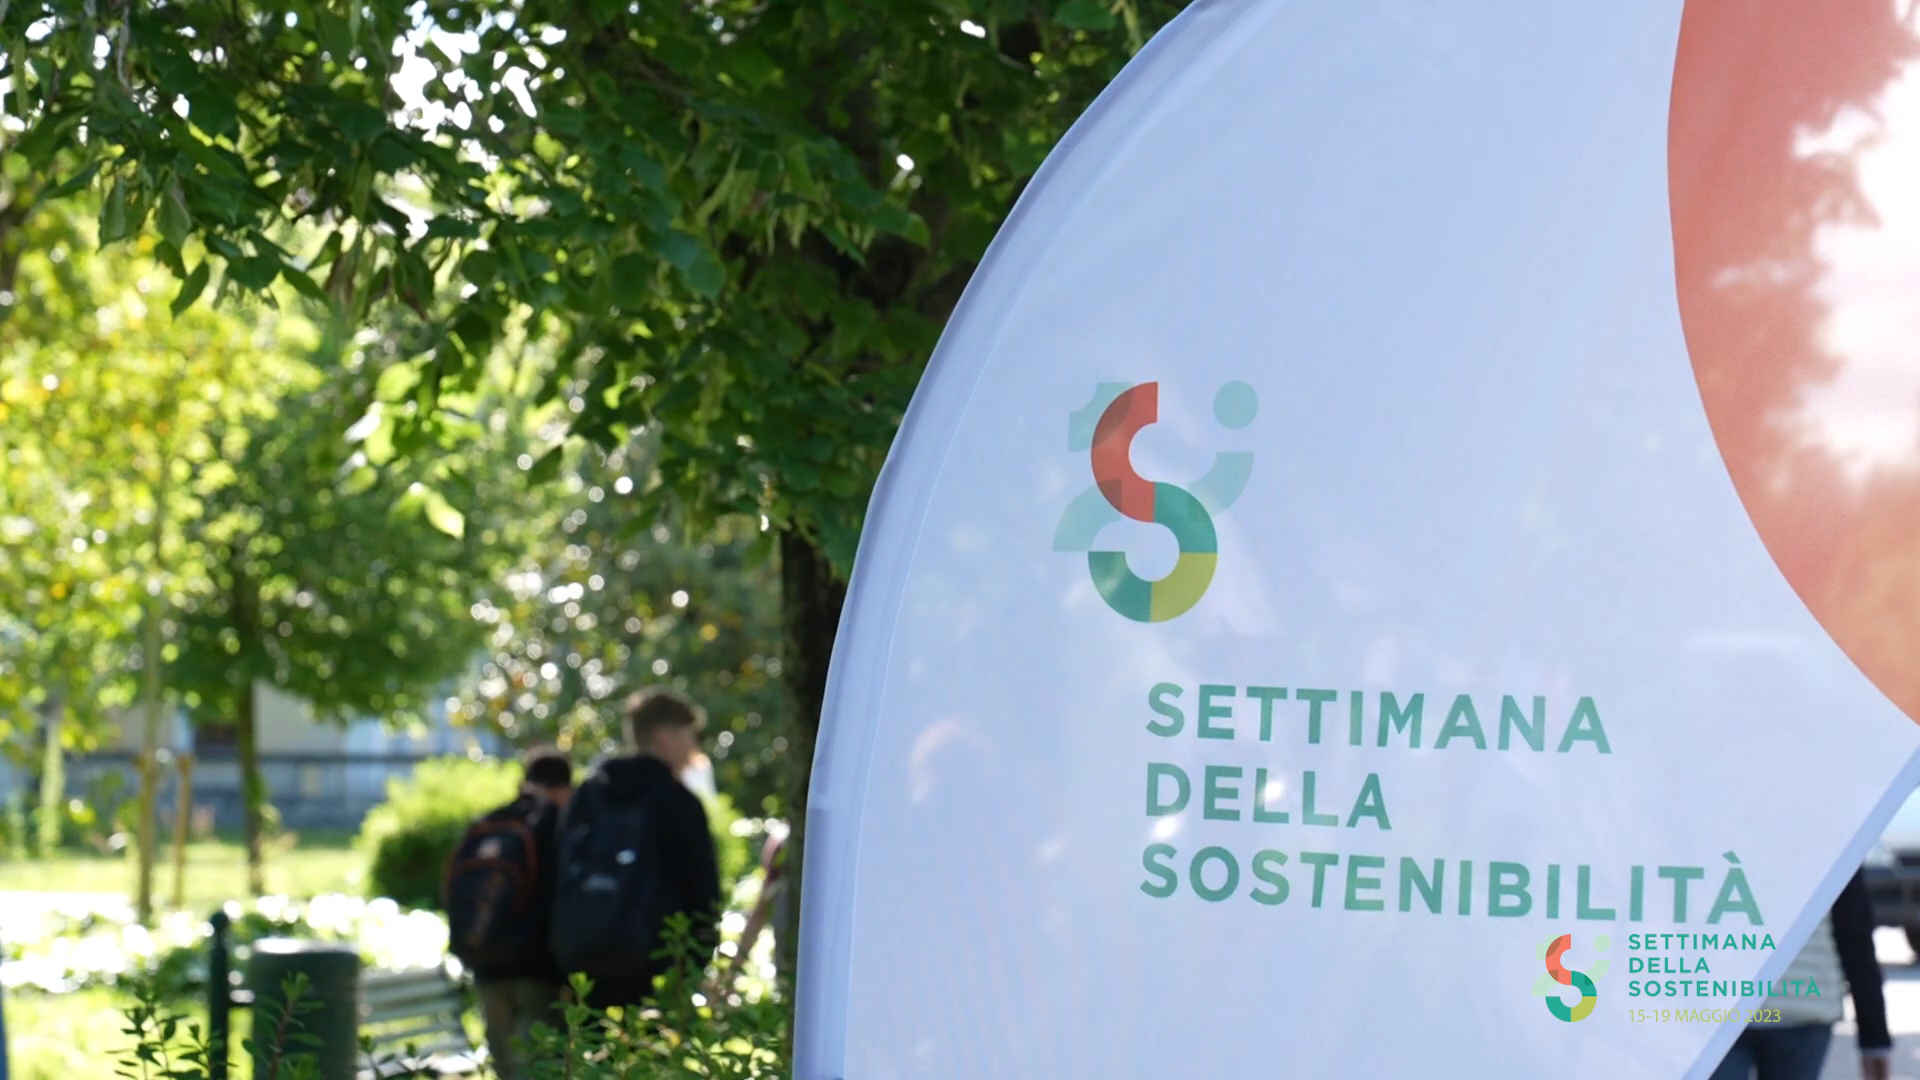 SETTIMANA
DELLA
SOSTENIBILITÀ
SETTIMANA
DELLA
SOSTENIBILITÀ
15-19 MAGGIO 2023